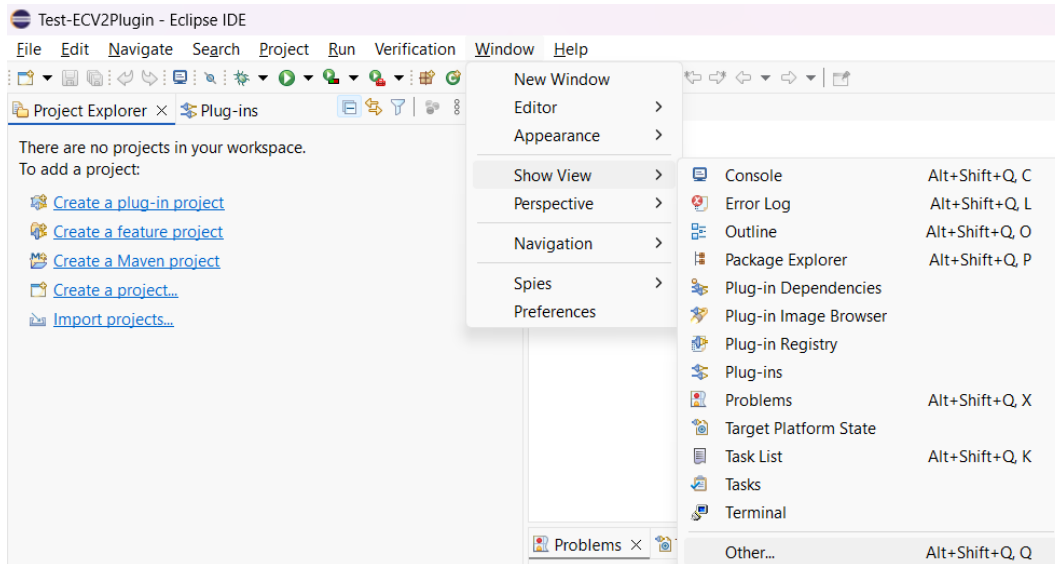 Test-ECV2Plugin - Eclipse IDE
File Edit Navigate Search Project Run Verification Window Help
Project Explorer Plug-ins
There are no projects in your workspace.
To add a project:
Create a plug-in project
Create a feature project
Create a Maven project
Create a project...
Import projects...
New Window
Editor
Appearance
Show View
Perspective
Navigation
Spies
Preferences
Console Alt+Shift+Q, C
Error Log Alt+Shift+Q, L
Outline Alt+Shift+Q, O
Package Explorer Alt+Shift+Q, P
Plug-in Dependencies
Plug-in Image Browser
Plug-in Registry
Plug-ins
Problems Alt+Shift+Q, X
Target Platform State
Task List Alt+Shift+Q, K
Tasks
Terminal
Other... Alt+Shift+Q, Q
Problems